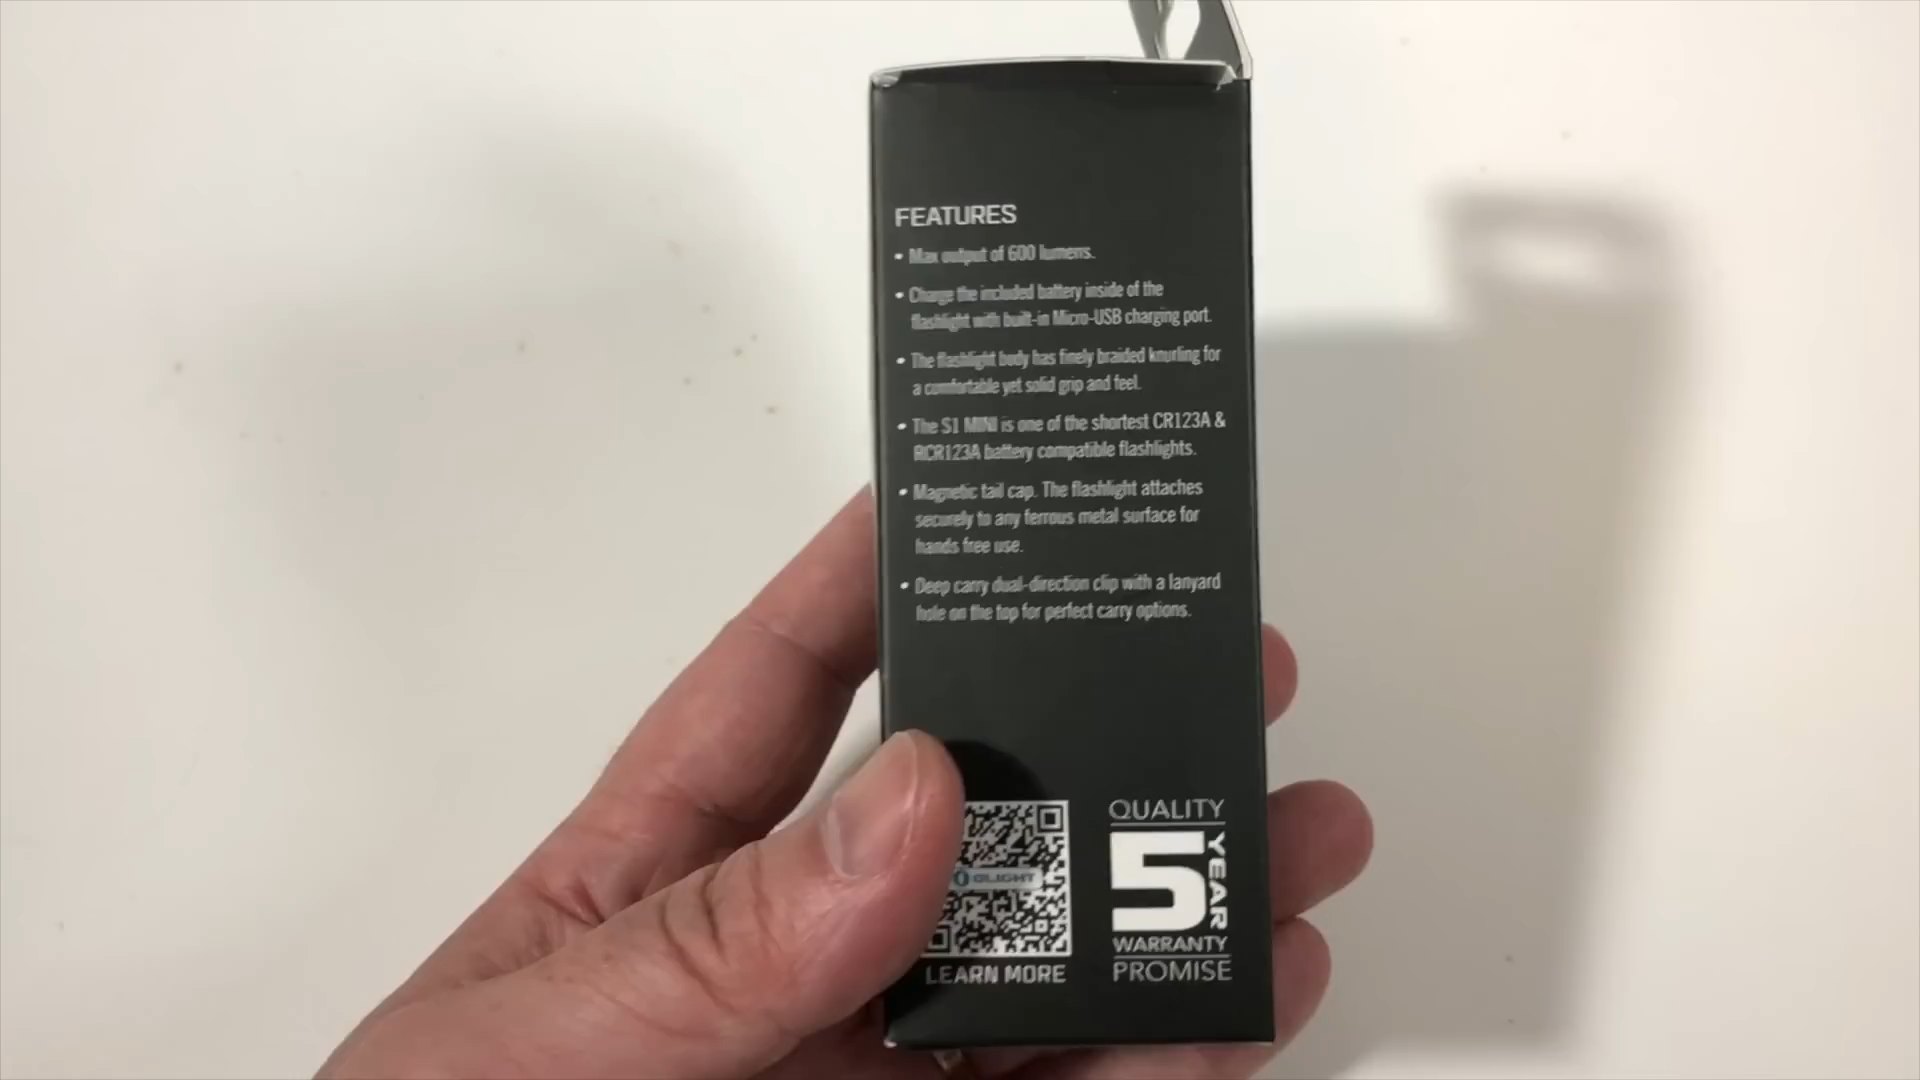 FEATURES
• Max output of 600 lumens.
• Charge the included battery inside of the
flashlight with built-in Micro-USB charging port.
• The flashlight body has finely braided knurling for
a comfortable yet solid grip and feel.
• The S1 MINI is one of the shortest CR123A &
RCR123A battery compatible flashlights.
• Magnetic tail cap. The flashlight attaches
securely to any ferrous metal surface for
hands free use.
• Deep carry dual-direction clip with a lanyard
hole on the top for perfect carry options.
OLIGHT
LEARN MORE
QUALITY
5 YEAR
WARRANTY
PROMISE